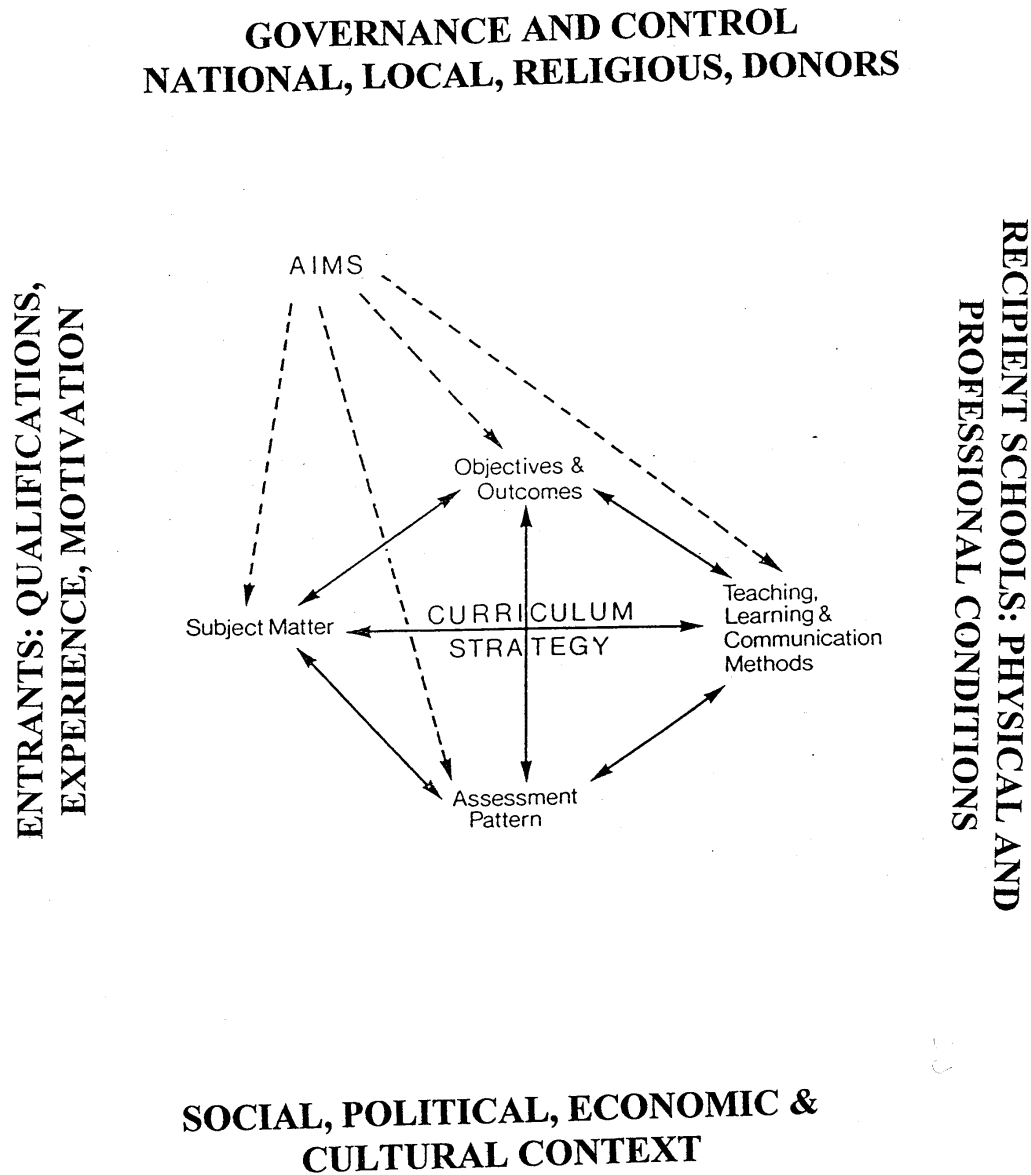 GOVERNANCE AND CONTROL
NATIONAL, LOCAL, RELIGIOUS, DONORS
ENTRANTS: QUALIFICATIONS,
EXPERIENCE, MOTIVATION
AIMS
Objectives &
Outcomes
Subject Matter
CURRICULUM
STRATEGY
Teaching,
Learning &
Communication
Methods
Assessment
Pattern
RECIPIENT SCHOOLS: PHYSICAL AND
PROFESSIONAL CONDITIONS
SOCIAL, POLITICAL, ECONOMIC &
CULTURAL CONTEXT